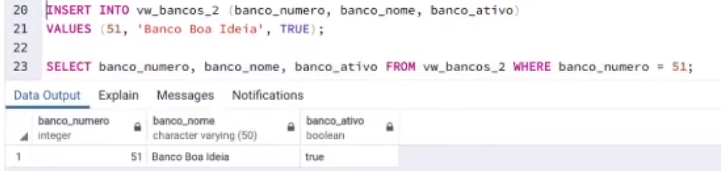 20 INSERT INTO vw_bancos_2 (banco_numero, banco_nome, banco_ativo)
21 VALUES (51, 'Banco Boa Ideia', TRUE);
22
23 SELECT banco_numero, banco_nome, banco_ativo FROM vw_bancos_2 WHERE banco_numero = 51;
Data Output Explain Messages Notifications
banco_numero banco_nome banco_ativo
integer character varying (50) boolean
1 51 Banco Boa Ideia true